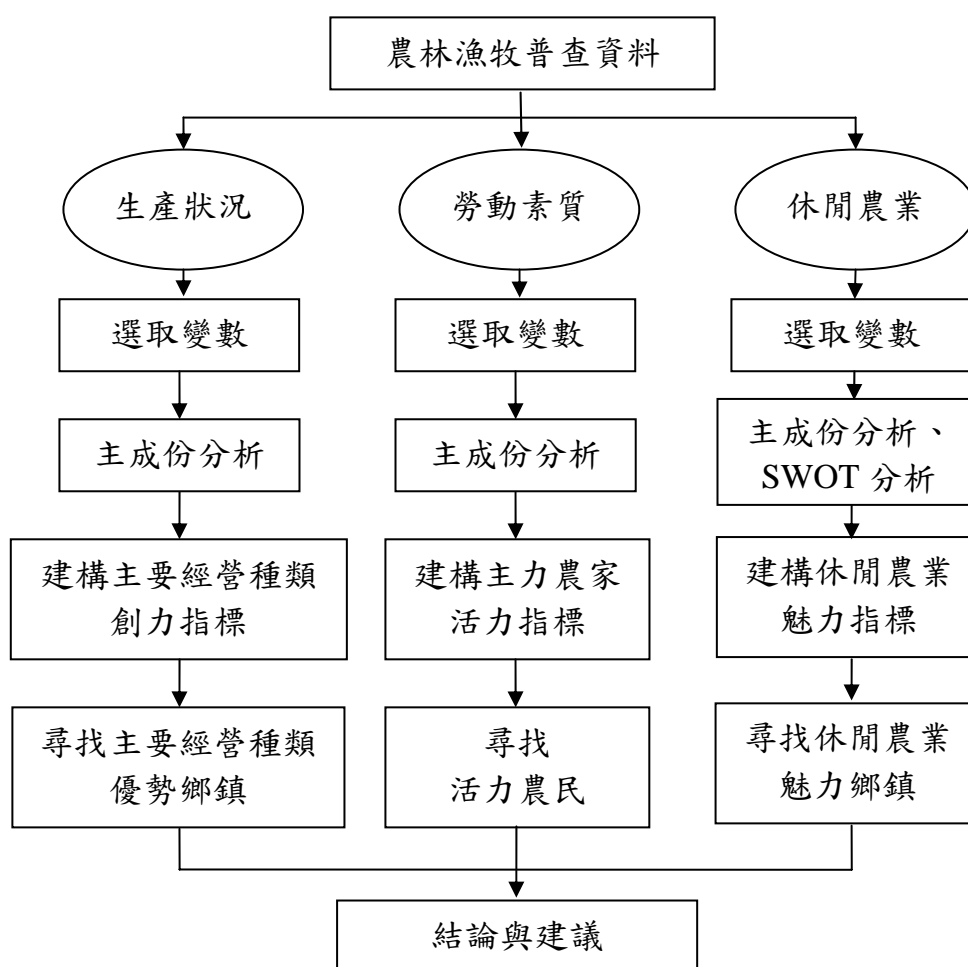 農林漁牧普查資料
生產狀況
勞動素質
休閒農業
選取變數
選取變數
選取變數
主成份分析
主成份分析
主成份分析、
SWOT 分析
建構主要經營種類
創力指標
建構主力農家
活力指標
建構休閒農業
魅力指標
尋找主要經營種類
優勢鄉鎮
尋找
活力農民
尋找休閒農業
魅力鄉鎮
結論與建議